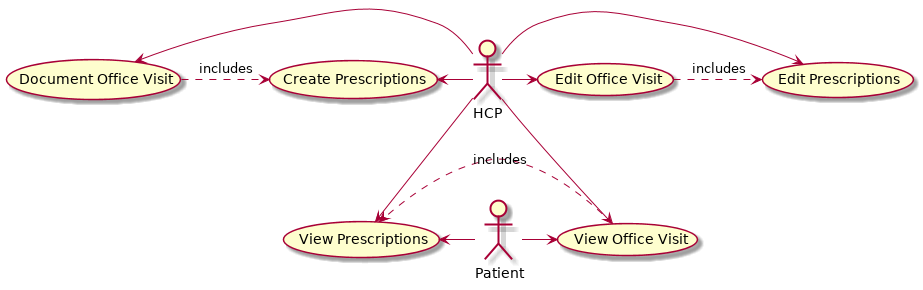 includes
includes
Document Office Visit
Create Prescriptions
Edit Office Visit
Edit Prescriptions
HCP
includes
View Prescriptions
View Office Visit
Patient